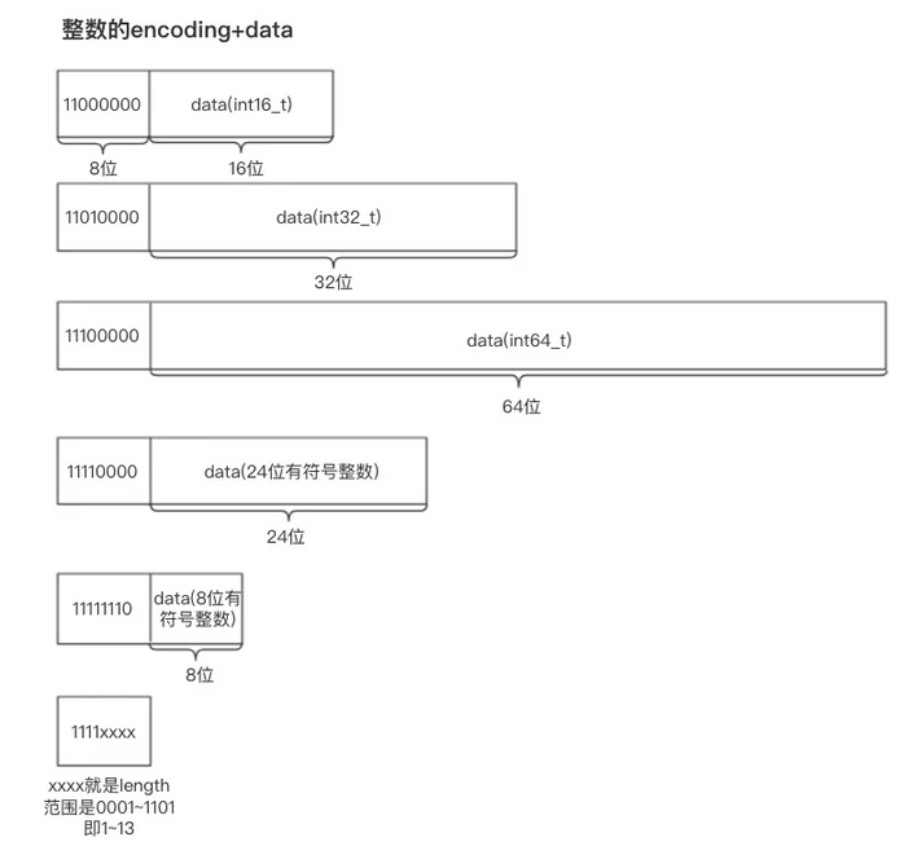 整数的encoding+data
11000000 data(int16_t)
8位 16位
11010000 data(int32_t)
32位
11100000 data(int64_t)
64位
11110000 data(24位有符号整数)
24位
11111110 data(8位有
符号整数)
8位
1111xxxx
xxxx就是length
范围是0001~1101
即1~13